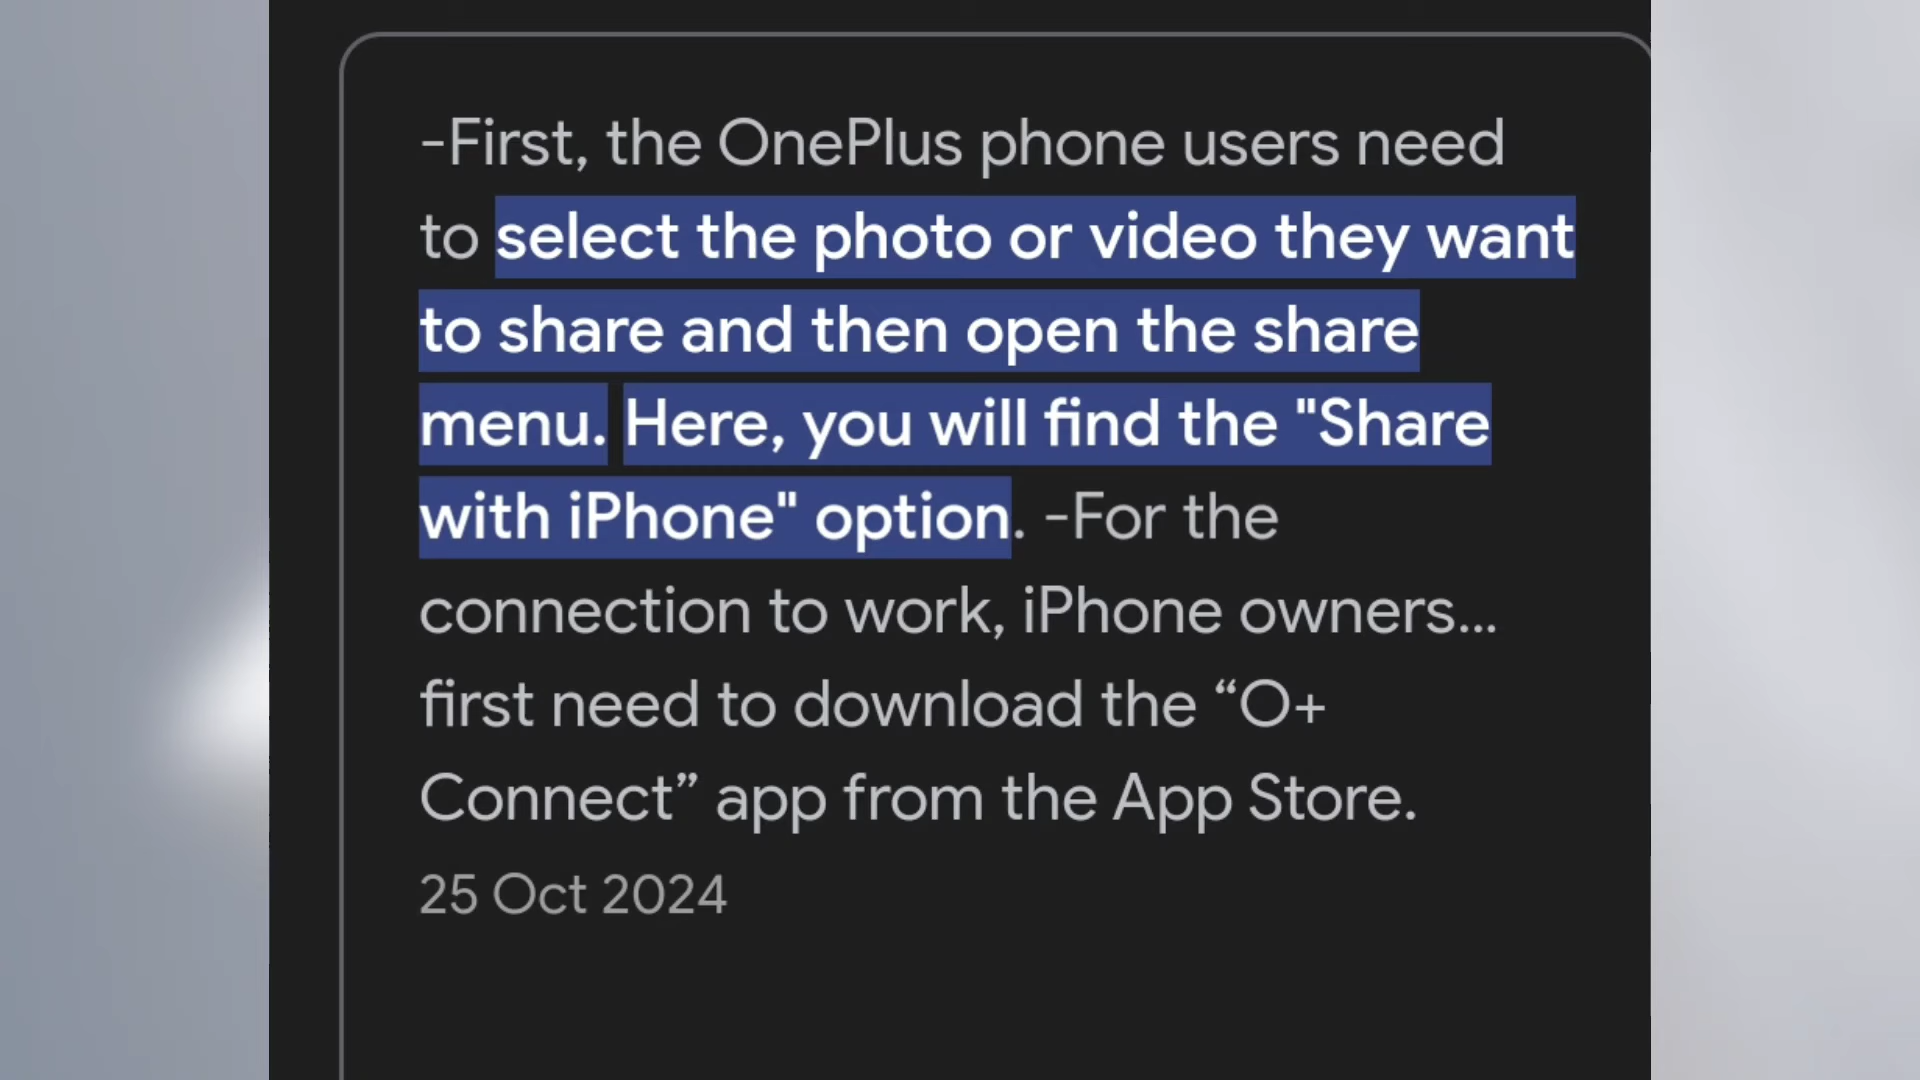 -First, the OnePlus phone users need
to select the photo or video they want
to share and then open the share
menu. Here, you will find the "Share
with iPhone" option. -For the
connection to work, iPhone owners...
first need to download the “O+
Connect” app from the App Store.
25 Oct 2024